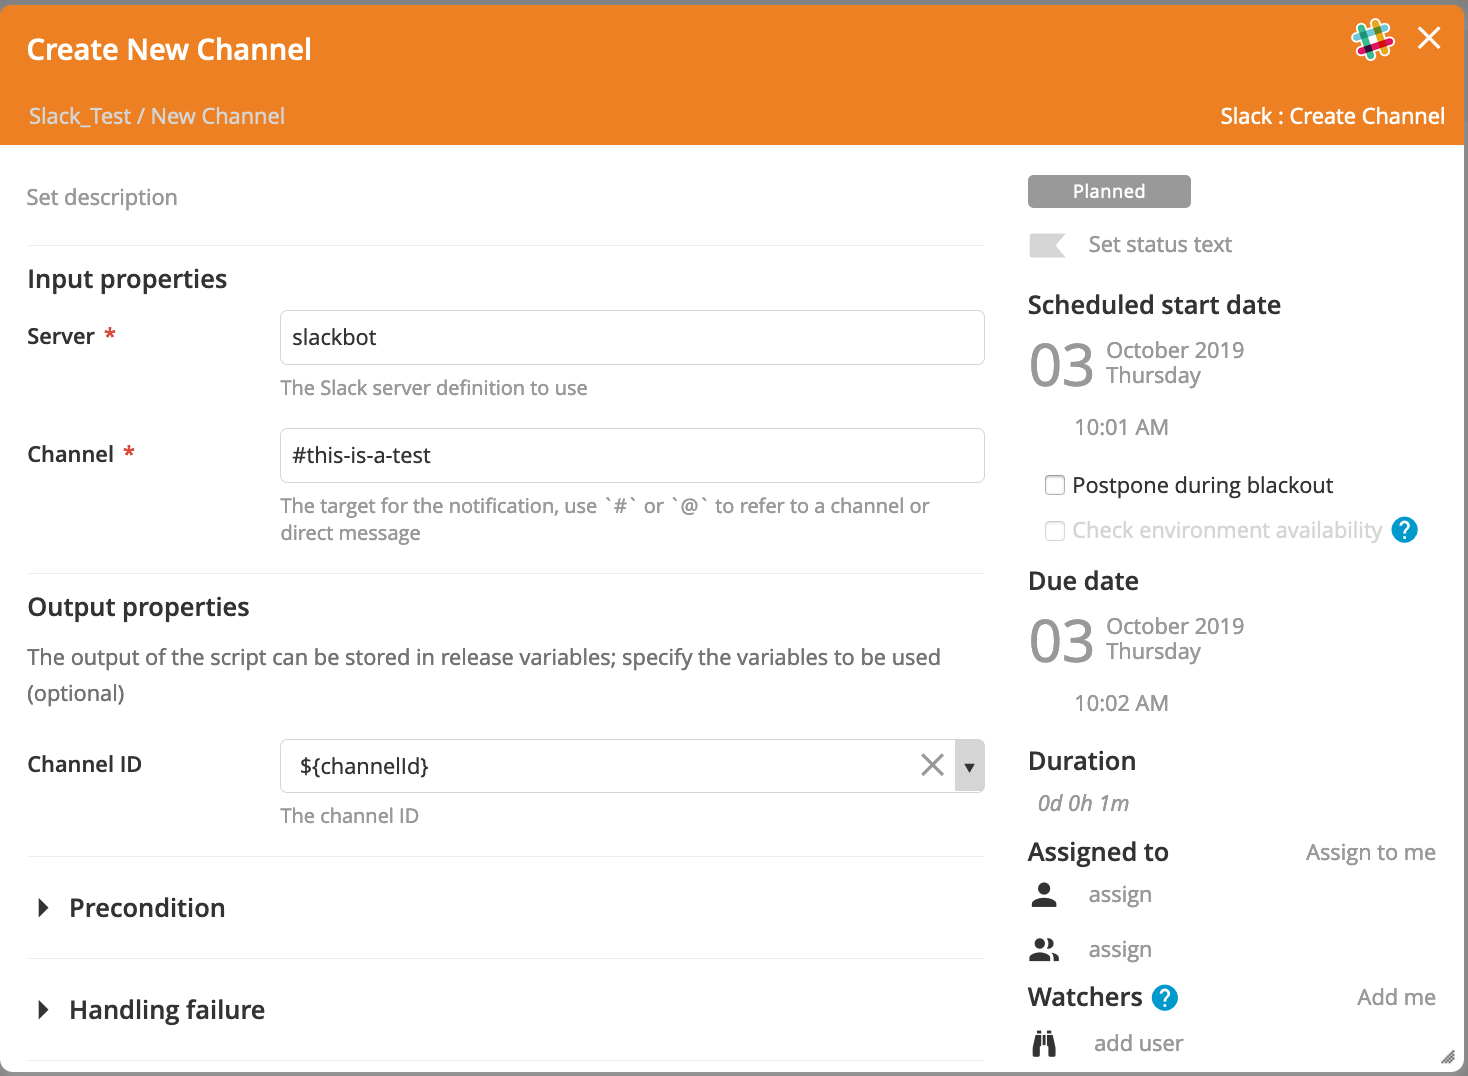 Create New Channel
Slack_Test / New Channel
Slack : Create Channel
Set description
Input properties
Server *
slackbot
The Slack server definition to use
Channel *
#this-is-a-test
The target for the notification, use `#` or `@` to refer to a channel or
direct message
Output properties
The output of the script can be stored in release variables; specify the variables to be used
(optional)
Channel ID
${channelId}
The channel ID
Precondition
Handling failure
Planned
Set status text
Scheduled start date
03
October 2019
Thursday
10:01 AM
Postpone during blackout
Check environment availability ?
Due date
03
October 2019
Thursday
10:02 AM
Duration
0d 0h 1m
Assigned to
Assign to me
assign
assign
Watchers ?
Add me
add user